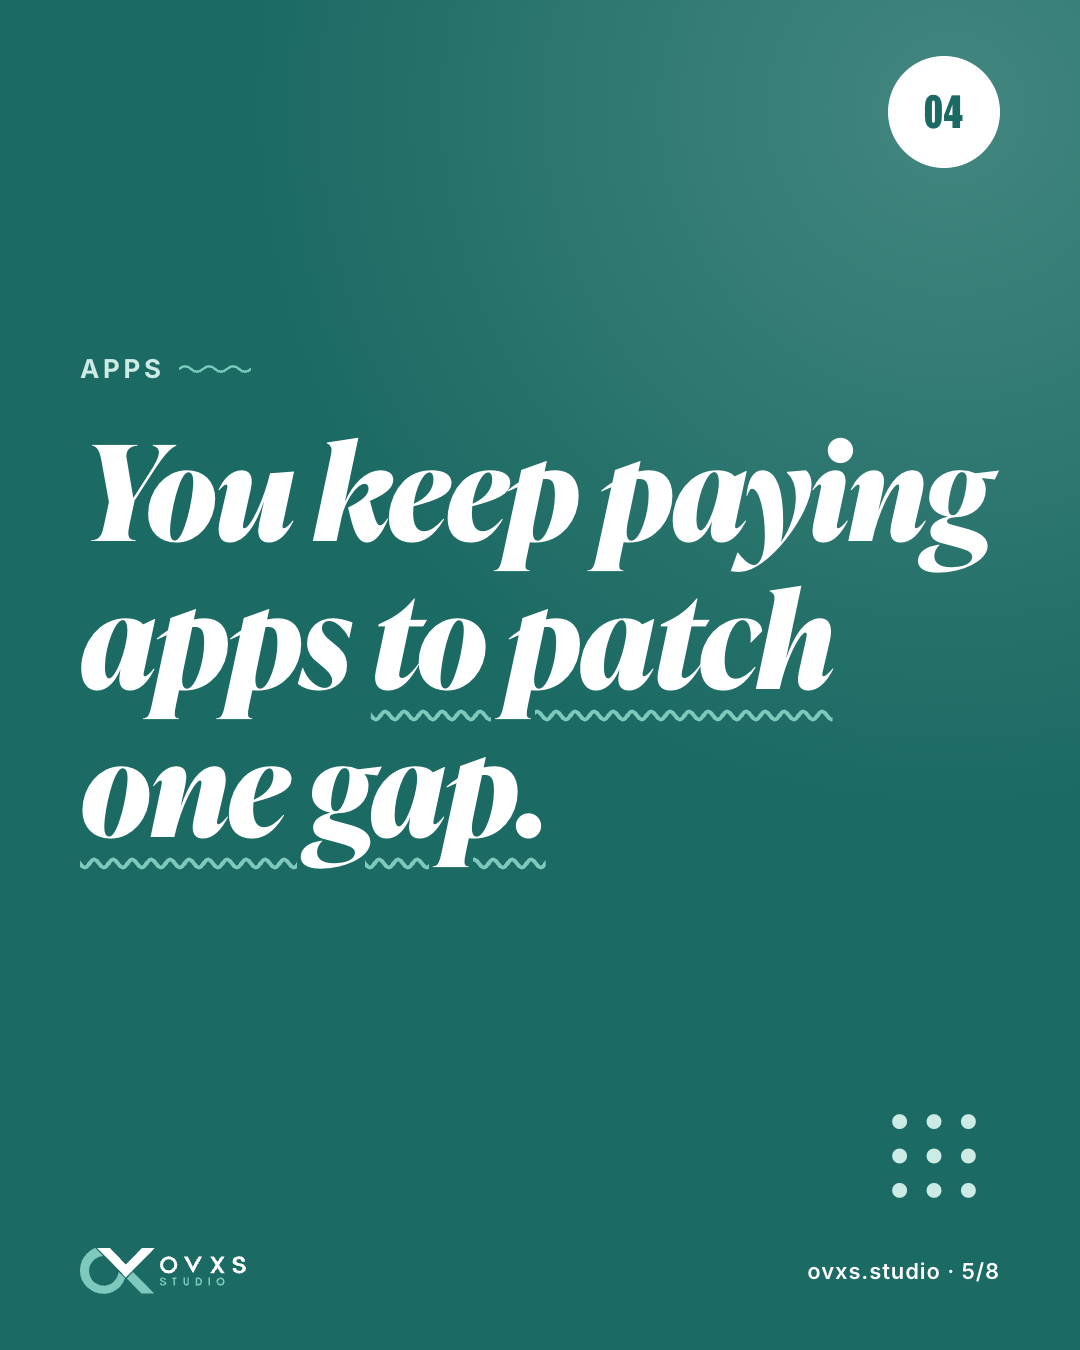 04
APPS
You keep paying
apps to patch
one gap.
OVXS
STUDIO
ovxs.studio · 5/8